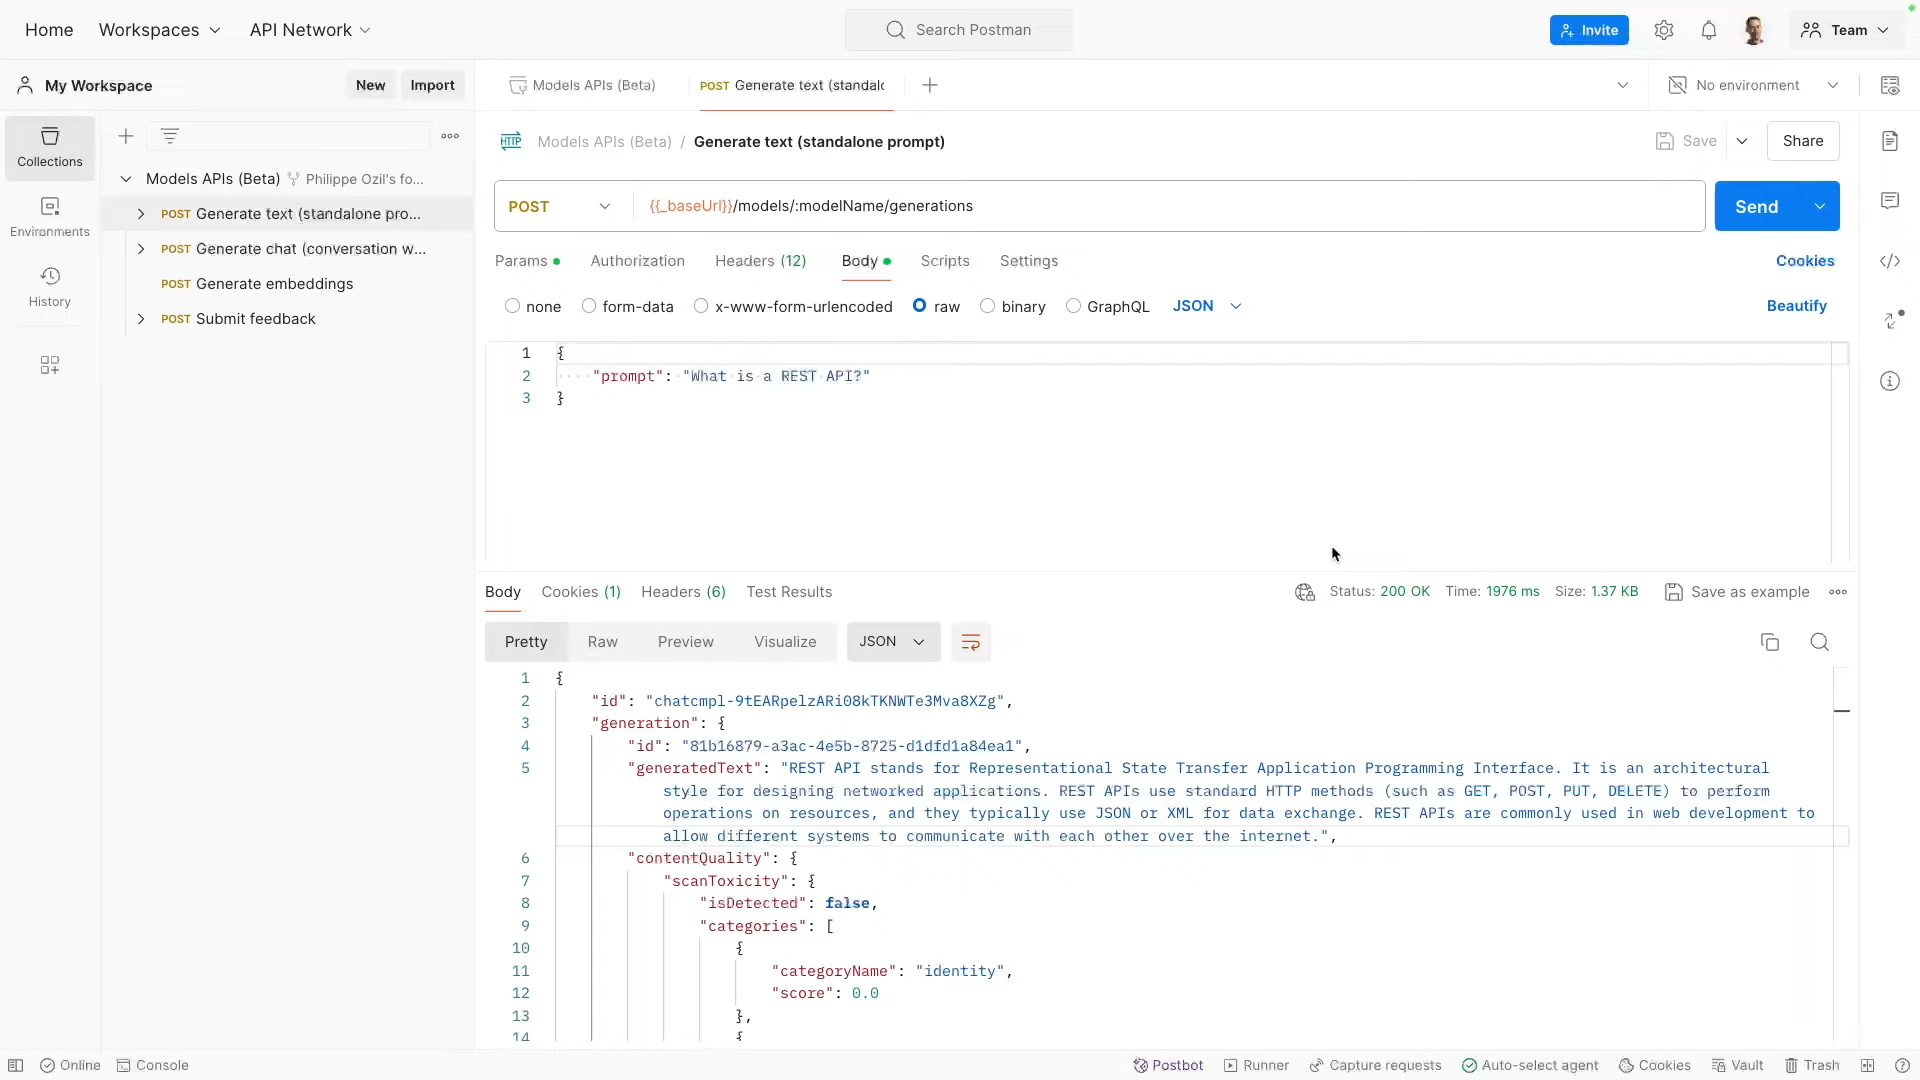 Home
Workspaces
API Network
Search Postman
Invite
Team
My Workspace
New
Import
Models APIs (Beta)
POST Generate text (standalc
No environment
Collections
HTTP
Models APIs (Beta) / Generate text (standalone prompt)
Save
Share
Models APIs (Beta) Philippe Ozil's fo...
POST Generate text (standalone pro...
POST Generate chat (conversation w...
POST Generate embeddings
POST Submit feedback
Environments
History
POST
{{_baseUrl}}/models/:modelName/generations
Send
Params
Authorization
Headers (12)
Body
Scripts
Settings
Cookies
none
form-data
x-www-form-urlencoded
raw
binary
GraphQL
JSON
Beautify
1 {
2 "prompt": "What is a REST API?"
3 }
Body
Cookies (1)
Headers (6)
Test Results
Status: 200 OK
Time: 1976 ms
Size: 1.37 KB
Save as example
Pretty
Raw
Preview
Visualize
JSON
1 {
2 "id": "chatcmpl-9tEARpelzARi08kTKNWTe3Mva8XZg",
3 "generation": {
4 "id": "81b16879-a3ac-4e5b-8725-d1dfd1a84ea1",
5 "generatedText": "REST API stands for Representational State Transfer Application Programming Interface. It is an architectural
style for designing networked applications. REST APIs use standard HTTP methods (such as GET, POST, PUT, DELETE) to perform
operations on resources, and they typically use JSON or XML for data exchange. REST APIs are commonly used in web development to
allow different systems to communicate with each other over the internet.",
6 "contentQuality": {
7 "scanToxicity": {
8 "isDetected": false,
9 "categories": [
10 {
11 "categoryName": "identity",
12 "score": 0.0
13 },
14 {
Online
Console
Postbot
Runner
Capture requests
Auto-select agent
Cookies
Vault
Trash